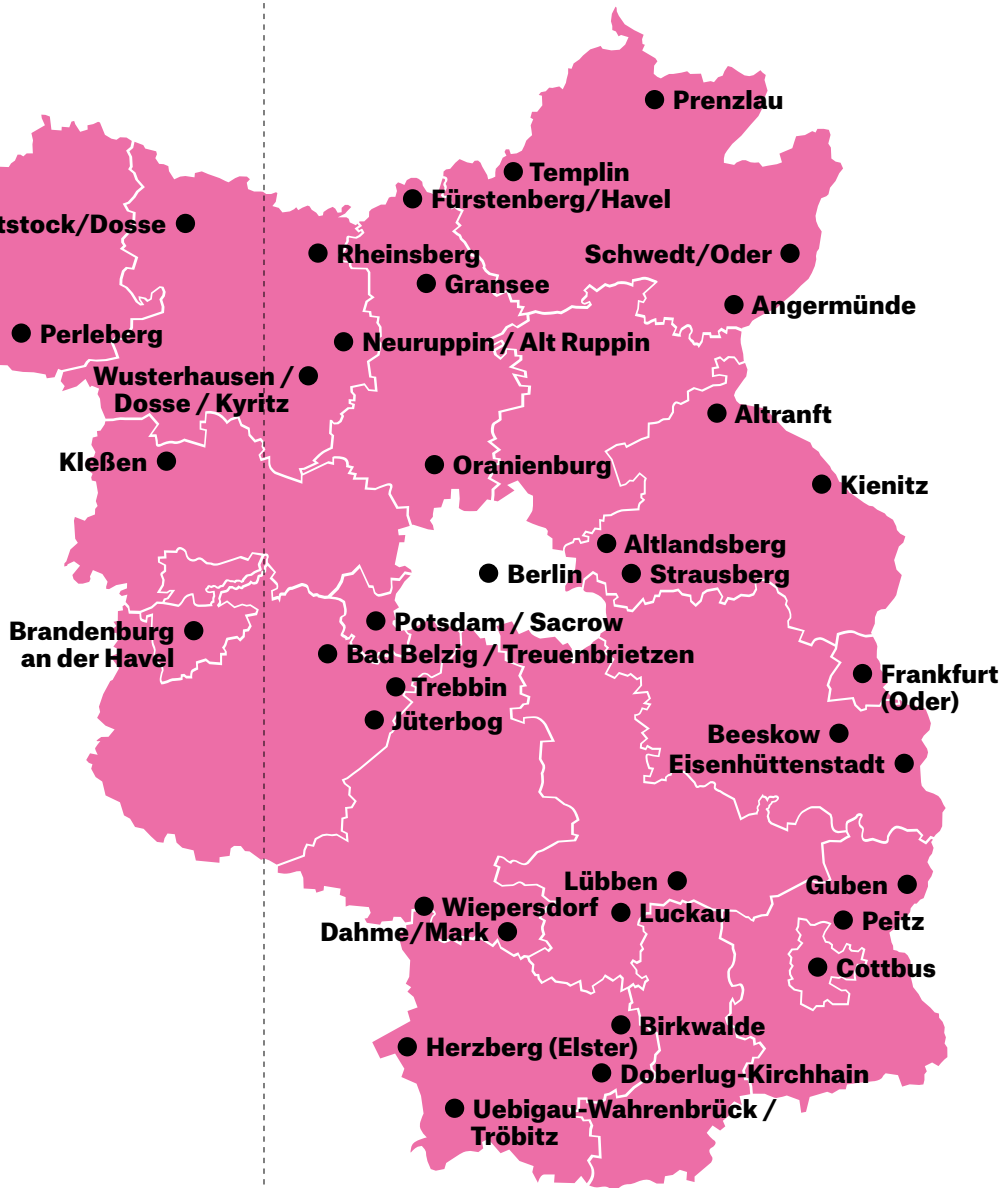 Prenzlau
Templin
Fürstenberg/Havel
tstock/Dosse
Rheinsberg
Schwedt/Oder
Gransee
Angermünde
Perleberg
Neuruppin / Alt Ruppin
Wusterhausen /
Dosse / Kyritz
Altranft
Kleßen
Oranienburg
Kienitz
Altlandsberg
Berlin
Strausberg
Potsdam / Sacrow
Brandenburg
an der Havel
Bad Belzig / Treuenbrietzen
Frankfurt
(Oder)
Trebbin
Jüterbog
Beeskow
Eisenhüttenstadt
Lübben
Guben
Wiepersdorf
Luckau
Peitz
Dahme/Mark
Cottbus
Birkwalde
Herzberg (Elster)
Doberlug-Kirchhain
Uebigau-Wahrenbrück /
Tröbitz